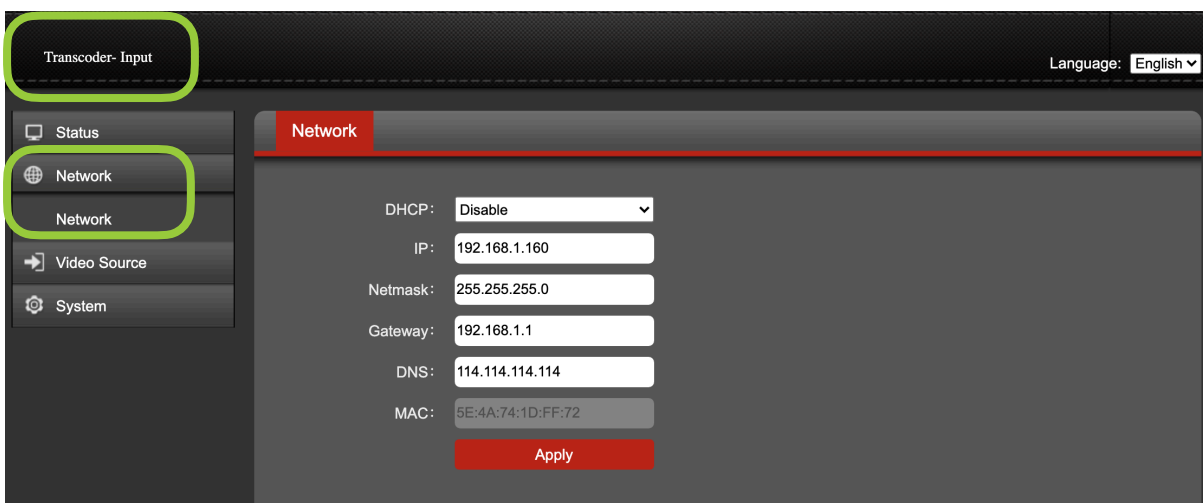 Transcoder- Input
Language: English
Status
Network
Network
Video Source
System
Network
DHCP: Disable
IP: 192.168.1.160
Netmask: 255.255.255.0
Gateway: 192.168.1.1
DNS: 114.114.114.114
MAC: 5E:4A:74:1D:FF:72
Apply